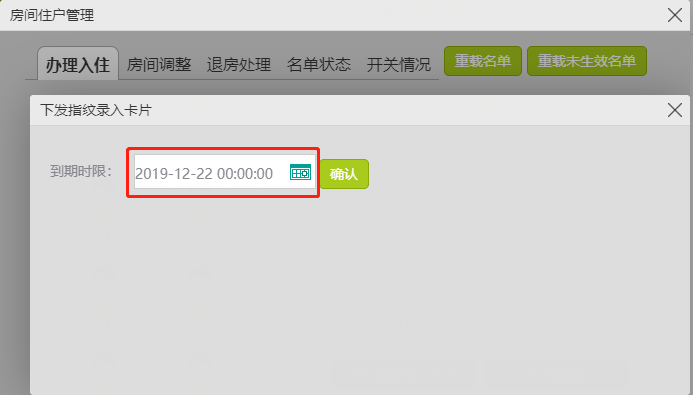 房间住户管理
办理入住 房间调整 退房处理 名单状态 开关情况 重载名单 重载未生效名单
下发指纹录入卡片
到期时限： 2019-12-22 00:00:00 确认